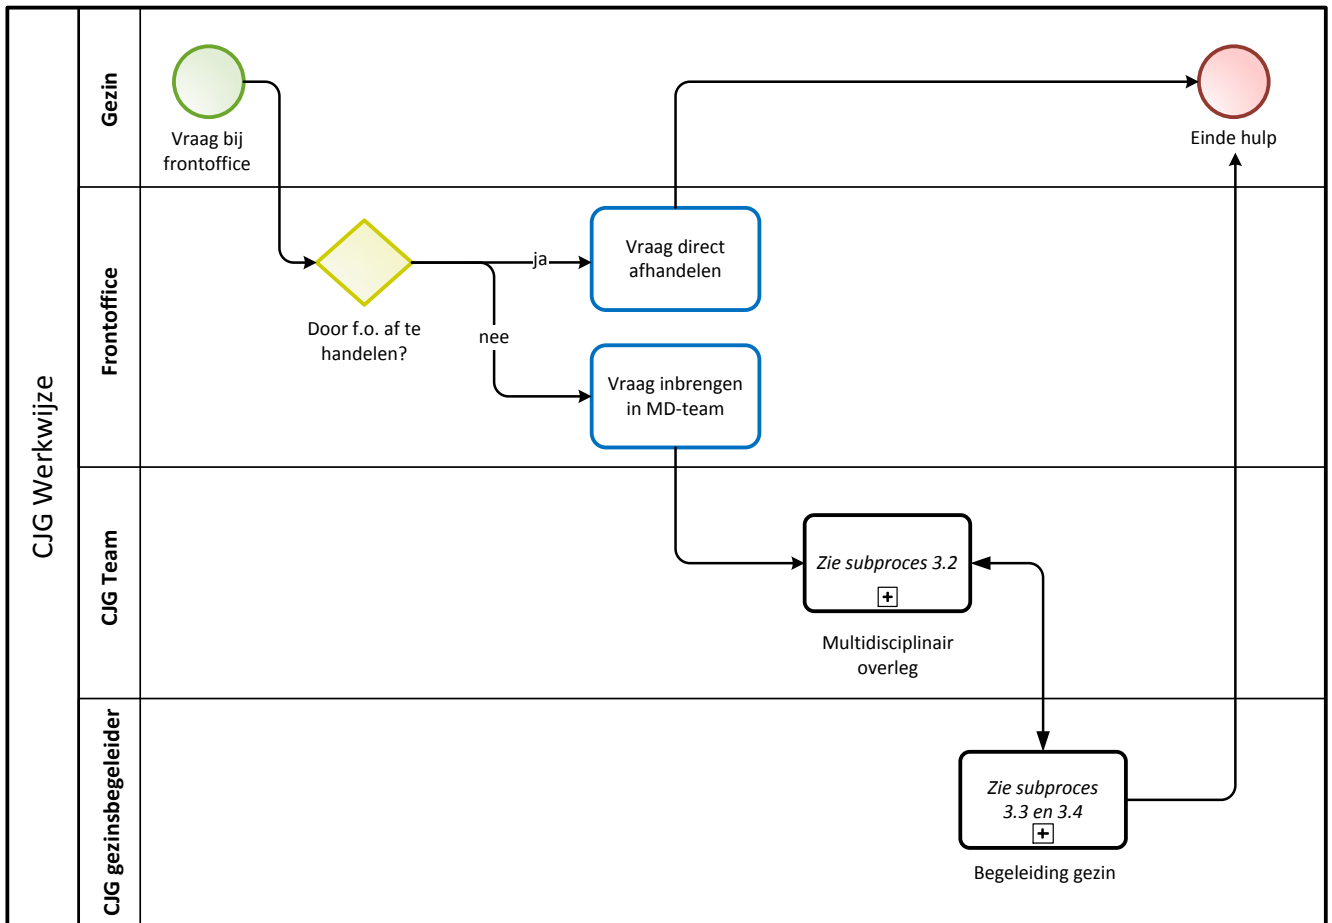 CJG Werkwijze
Gezin
Vraag bij
frontoffice
Einde hulp
Frontoffice
Door f.o. af te
handelen?
ja
nee
Vraag direct
afhandelen
Vraag inbrengen
in MD-team
CJG Team
Zie subproces 3.2
Multidisciplinair
overleg
CJG gezinsbegeleider
Zie subproces
3.3 en 3.4
Begeleiding gezin